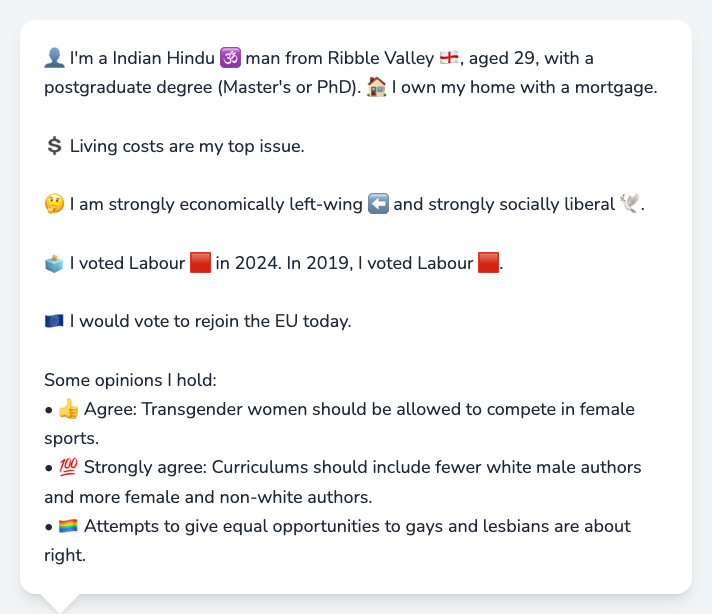 👤 I'm a Indian Hindu 🕉️ man from Ribble Valley 🏴󠁧󠁢󠁥󠁮󠁧󠁿, aged 29, with a
postgraduate degree (Master's or PhD). 🏠 I own my home with a mortgage.
💲 Living costs are my top issue.
🤔 I am strongly economically left-wing ⬅️ and strongly socially liberal 🕊️.
🗳️ I voted Labour 🟥 in 2024. In 2019, I voted Labour 🟥.
🇪🇺 I would vote to rejoin the EU today.
Some opinions I hold:
• 👍 Agree: Transgender women should be allowed to compete in female
sports.
• 💯 Strongly agree: Curriculums should include fewer white male authors
and more female and non-white authors.
• 🏳️‍🌈 Attempts to give equal opportunities to gays and lesbians are about
right.